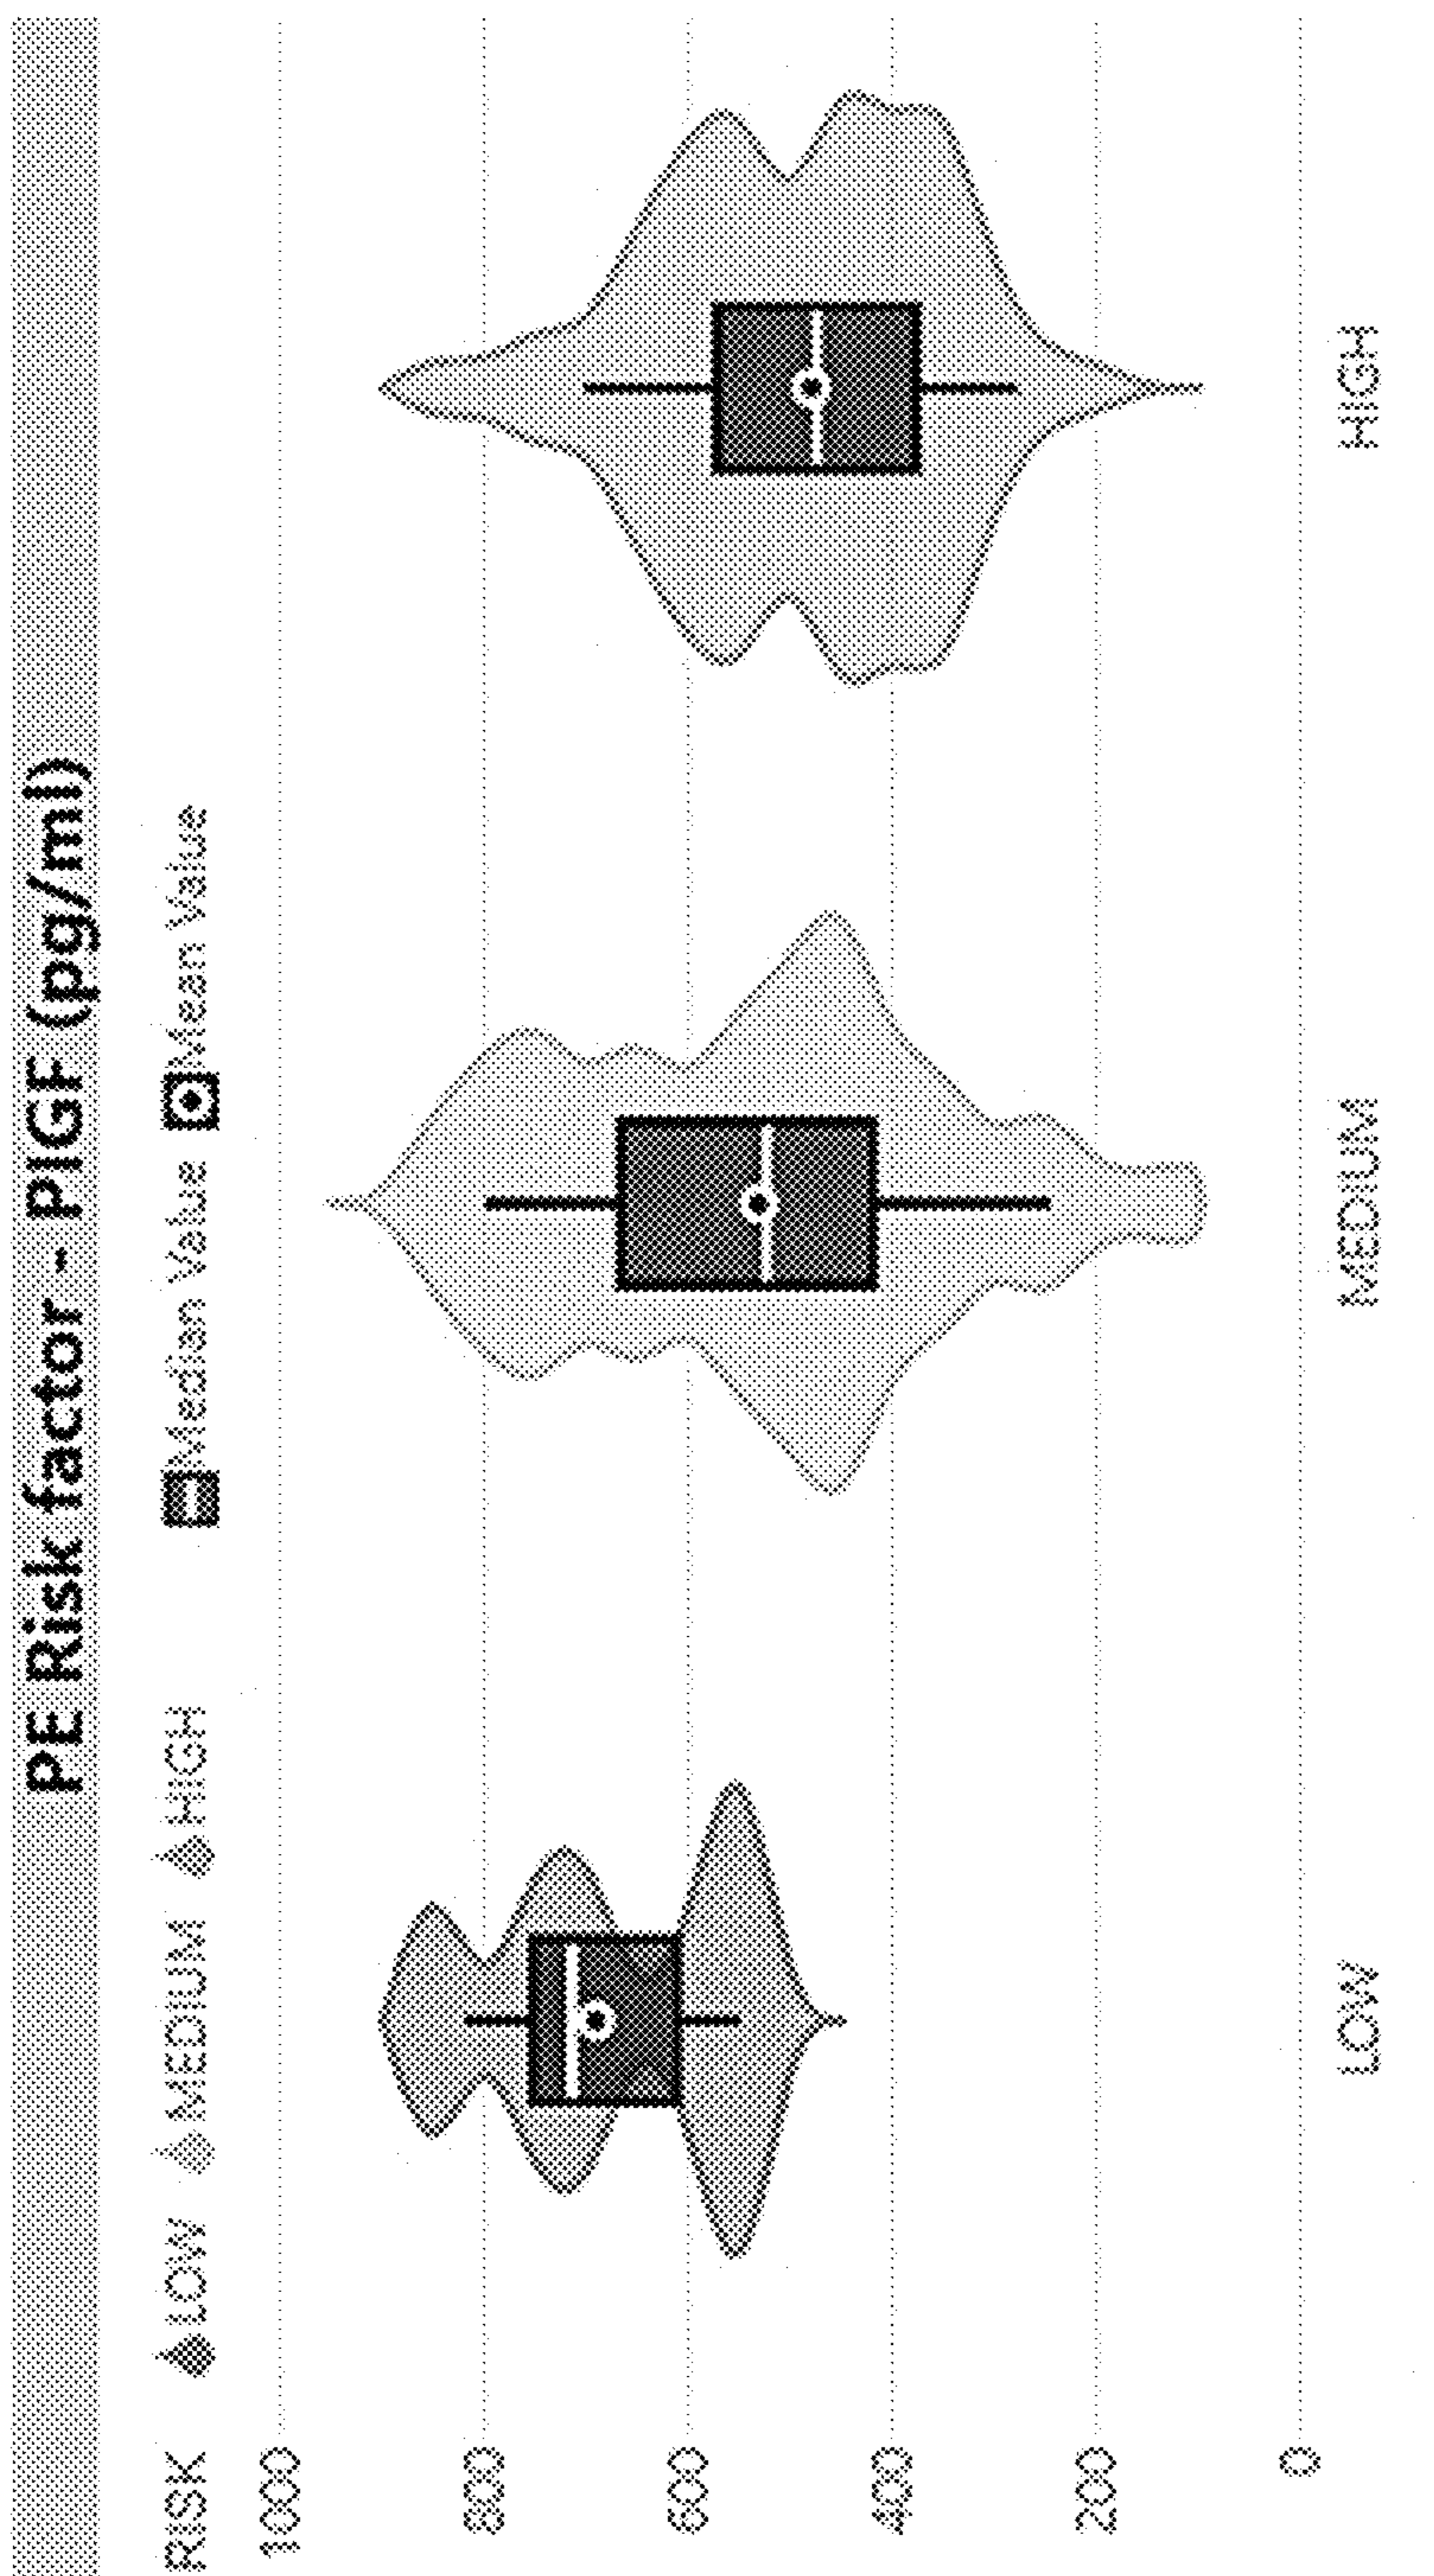 PE Risk factor - PlGF (pg/ml)
RISK LOW MEDIUM HIGH Median Value Mean Value
1000
800
600
400
200
0
LOW MEDIUM HIGH